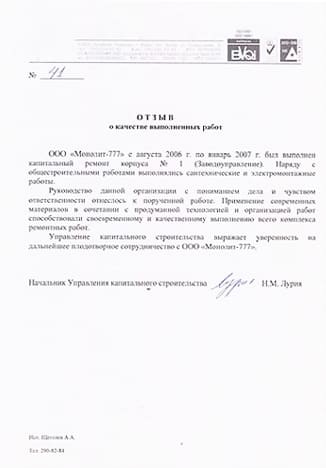 № 41
ОТЗЫВ
о качестве выполненных работ
ООО «Монолит-777» с августа 2006 г. по январь 2007 г. был выполнен
капитальный ремонт корпуса № 1 (Заводоуправление). Наряду с
общестроительными работами выполнялись сантехнические и электромонтажные
работы.
Руководство данной организации с пониманием дела и чувством
ответственности отнеслось к порученной работе. Применение современных
материалов в сочетании с продуманной технологией и организацией работ
способствовали своевременному и качественному выполнению всего комплекса
ремонтных работ.
Управление капитального строительства выражает уверенность на
дальнейшее плодотворное сотрудничество с ООО «Монолит-777».
Начальник Управления капитального строительства И.М. Лурия
Исп. А.А.
Тел. 290-82-84